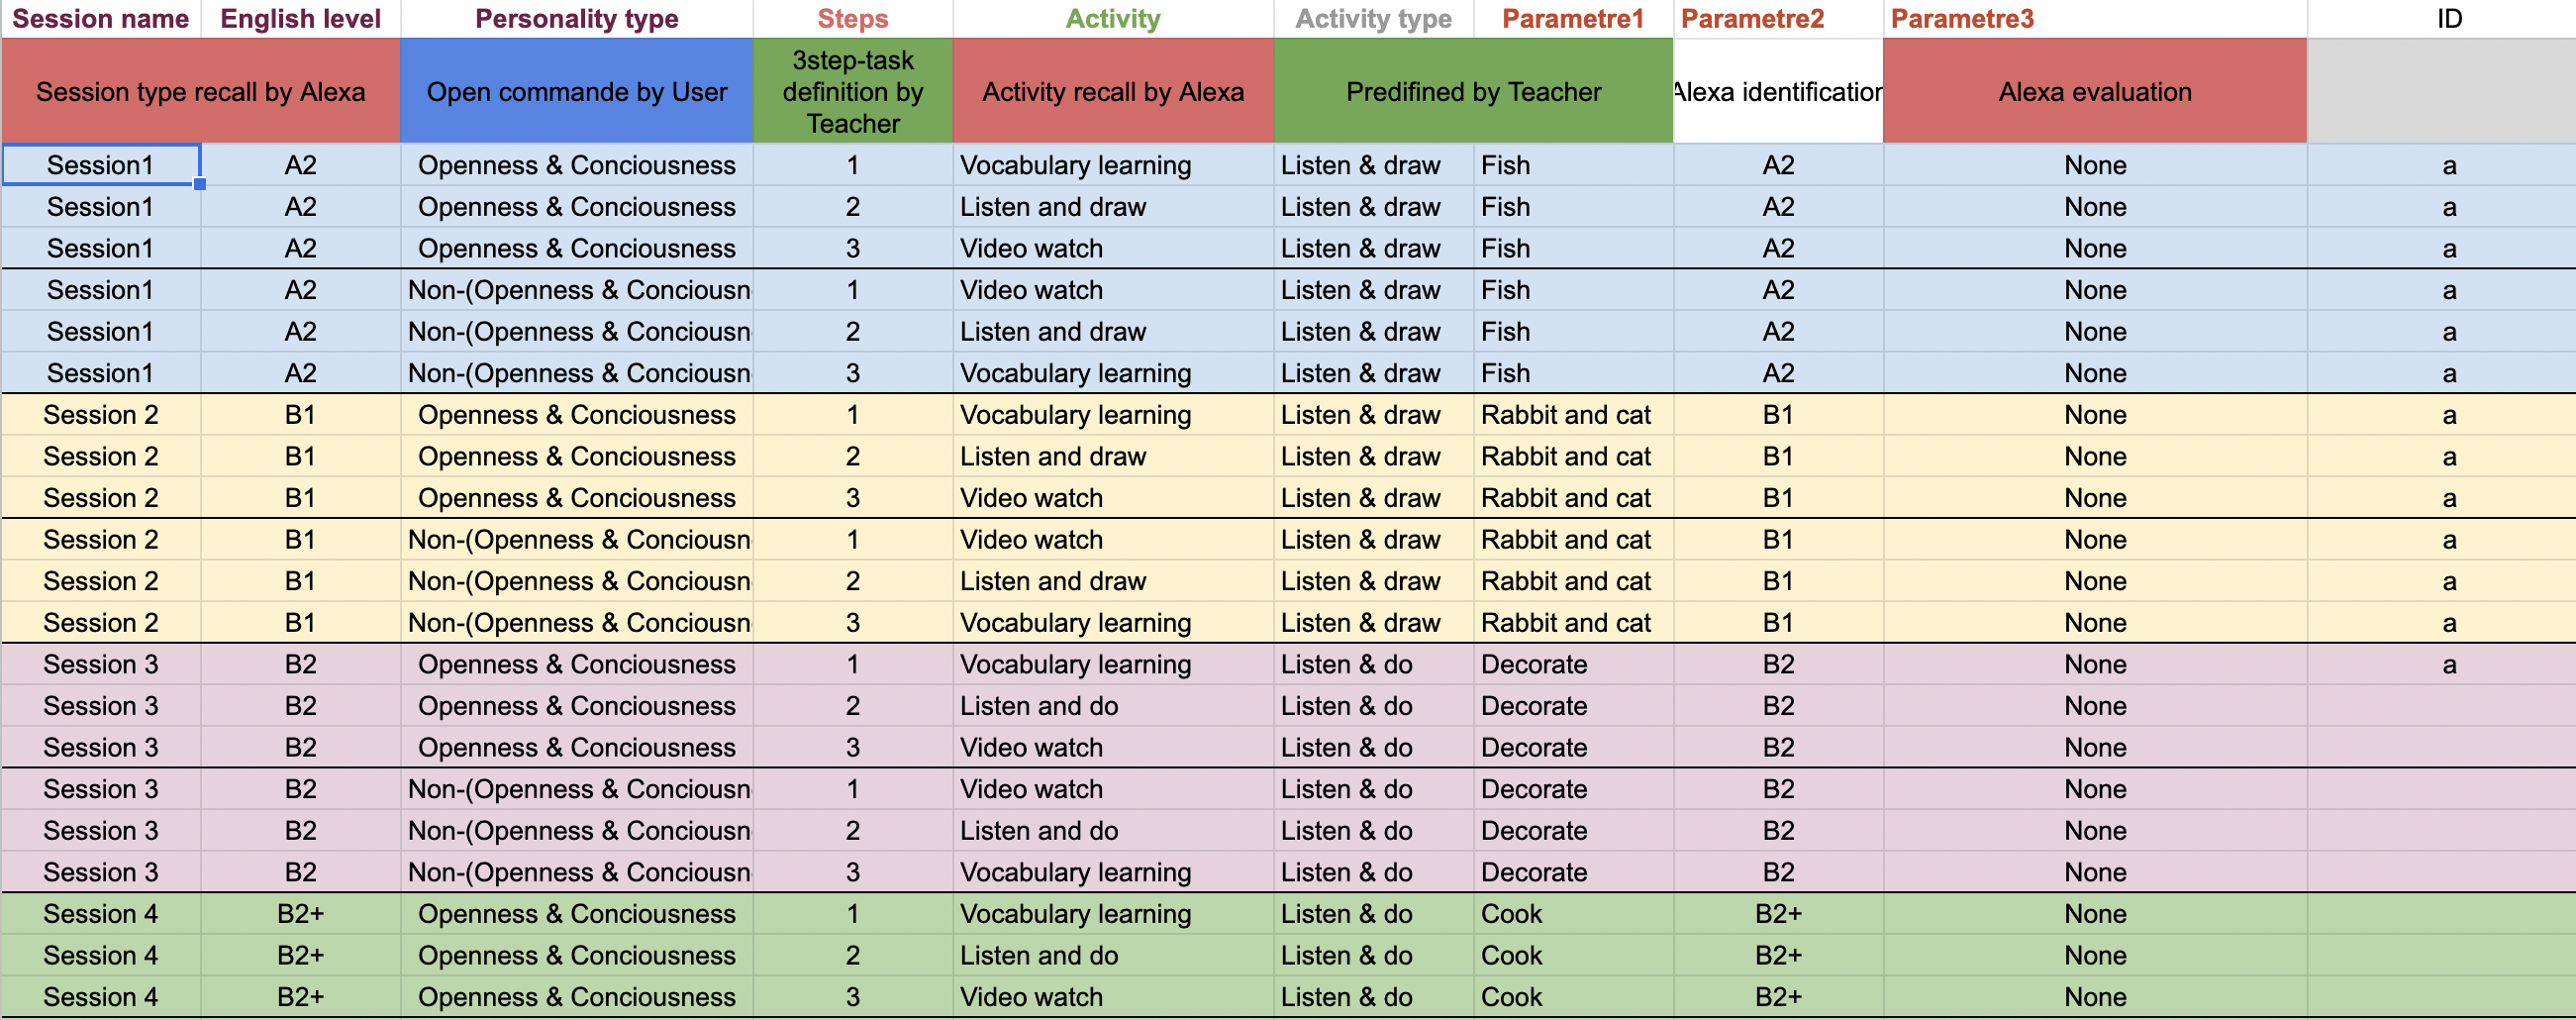 Session name English level Personality type Steps Activity Activity type Parametre1 Parametre2 Parametre3 ID
Session type recall by Alexa Open commande by User 3step-task definition by Teacher Activity recall by Alexa Predifined by Teacher Alexa identification Alexa evaluation
Session1 A2 Openness & Conciousness 1 Vocabulary learning Listen & draw Fish A2 None a
Session1 A2 Openness & Conciousness 2 Listen and draw Listen & draw Fish A2 None a
Session1 A2 Openness & Conciousness 3 Video watch Listen & draw Fish A2 None a
Session1 A2 Non-(Openness & Conciousn 1 Video watch Listen & draw Fish A2 None a
Session1 A2 Non-(Openness & Conciousn 2 Listen and draw Listen & draw Fish A2 None a
Session1 A2 Non-(Openness & Conciousn 3 Vocabulary learning Listen & draw Fish A2 None a
Session 2 B1 Openness & Conciousness 1 Vocabulary learning Listen & draw Rabbit and cat B1 None a
Session 2 B1 Openness & Conciousness 2 Listen and draw Listen & draw Rabbit and cat B1 None a
Session 2 B1 Openness & Conciousness 3 Video watch Listen & draw Rabbit and cat B1 None a
Session 2 B1 Non-(Openness & Conciousn 1 Video watch Listen & draw Rabbit and cat B1 None a
Session 2 B1 Non-(Openness & Conciousn 2 Listen and draw Listen & draw Rabbit and cat B1 None a
Session 2 B1 Non-(Openness & Conciousn 3 Vocabulary learning Listen & draw Rabbit and cat B1 None a
Session 3 B2 Openness & Conciousness 1 Vocabulary learning Listen & do Decorate B2 None a
Session 3 B2 Openness & Conciousness 2 Listen and do Listen & do Decorate B2 None
Session 3 B2 Openness & Conciousness 3 Video watch Listen & do Decorate B2 None
Session 3 B2 Non-(Openness & Conciousn 1 Video watch Listen & do Decorate B2 None
Session 3 B2 Non-(Openness & Conciousn 2 Listen and do Listen & do Decorate B2 None
Session 3 B2 Non-(Openness & Conciousn 3 Vocabulary learning Listen & do Decorate B2 None
Session 4 B2+ Openness & Conciousness 1 Vocabulary learning Listen & do Cook B2+ None
Session 4 B2+ Openness & Conciousness 2 Listen and do Listen & do Cook B2+ None
Session 4 B2+ Openness & Conciousness 3 Video watch Listen & do Cook B2+ None